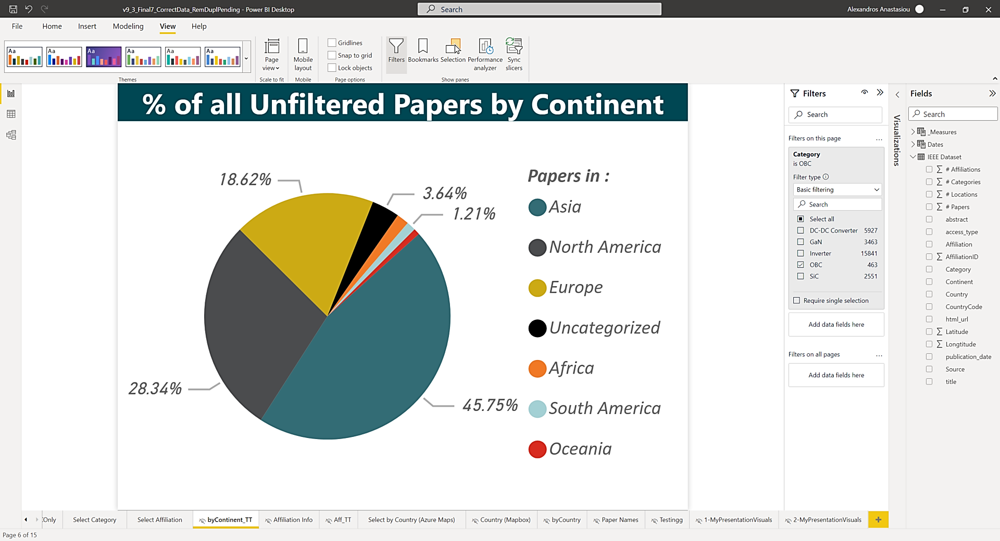 v9_3_Final7_CorrectData_RemDuplPending - Power BI Desktop
Search
Alexandros Anastasiou
File
Home
Insert
Modeling
View
Help
Aa
Aa
Aa
Aa
Aa
Aa
Themes
Page
view
Scale to fit
Mobile
layout
Mobile
Gridlines
Snap to grid
Lock objects
Page options
Filters
Bookmarks
Selection
Performance
analyzer
Sync
slicers
Show panes
% of all Unfiltered Papers by Continent
18.62%
3.64%
1.21%
28.34%
45.75%
Papers in :
Asia
North America
Europe
Uncategorized
Africa
South America
Oceania
Filters
Search
Filters on this page
...
Category
is OBC
Filter type
Basic filtering
Search
Select all
DC-DC Converter 5927
GaN 3463
Inverter 15841
OBC 463
SiC 2551
Require single selection
Add data fields here
Filters on all pages
...
Add data fields here
Visualizations
Fields
Search
_Measures
Dates
IEEE Dataset
# Affiliations
# Categories
# Locations
# Papers
abstract
access_type
Affiliation
AffiliationID
Category
Continent
Country
CountryCode
html_url
Latitude
Longtitude
publication_date
Source
title
Only
Select Category
Select Affiliation
byContinent_TT
Affiliation Info
Aff_TT
Select by Country (Azure Maps)
Country (Mapbox)
byCountry
Paper Names
Testingg
1-MyPresentationVisuals
2-MyPresentationVisuals
Page 6 of 15